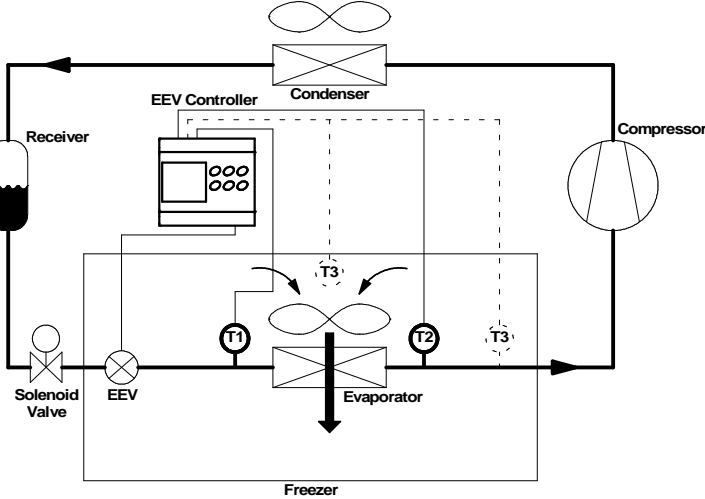 Condenser
EEV Controller
Receiver
Compressor
T3
T1
T2
T3
Solenoid
Valve
EEV
Evaporator
Freezer